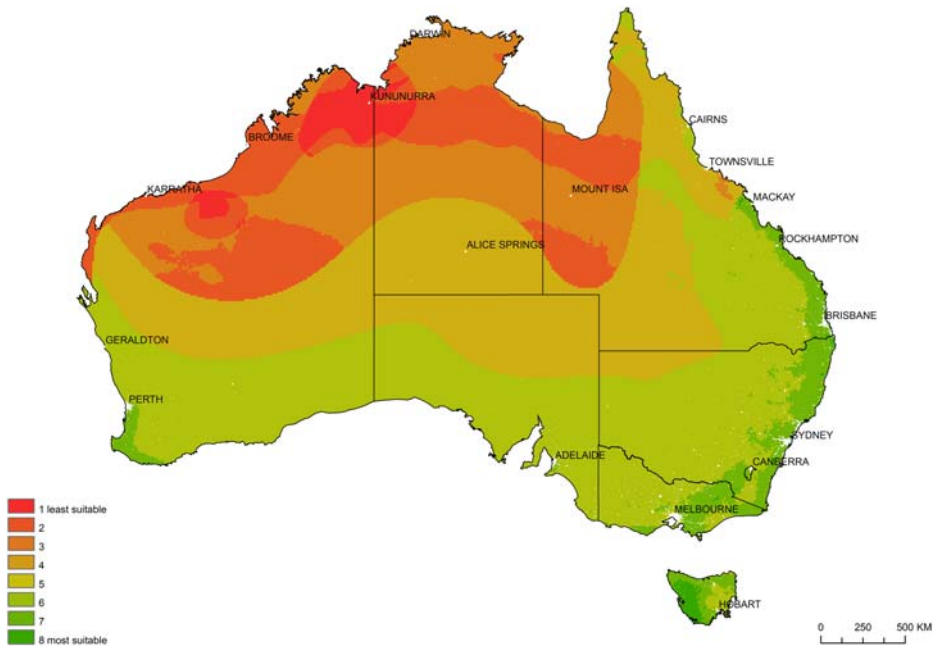 DARWIN
KUNUNURRA
CAIRNS
BROOME
TOWNSVILLE
KARRATHA
MOUNT ISA
MACKAY
ALICE SPRINGS
ROCKHAMPTON
BRISBANE
GERALDTON
PERTH
SYDNEY
ADELAIDE
CANBERRA
MELBOURNE
HOBART
1 least suitable
2
3
4
5
6
7
8 most suitable
0 250 500 KM